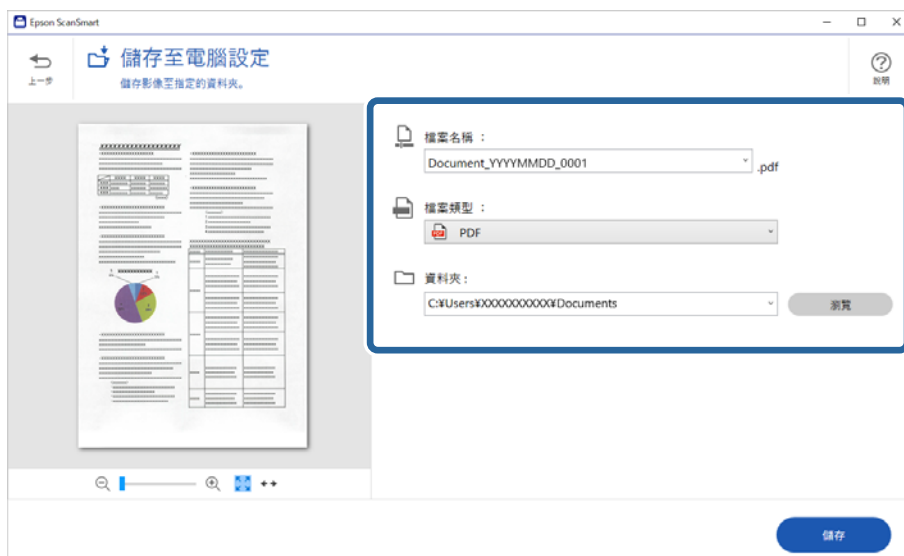 Epson ScanSmart
上一步
儲存至電腦設定
儲存影像至指定的資料夾。
說明
檔案名稱：
Document_YYYYMMDD_0001
.pdf
檔案類型：
PDF
資料夾：
C:¥Users¥XXXXXXXXXX¥Documents
瀏覽
儲存